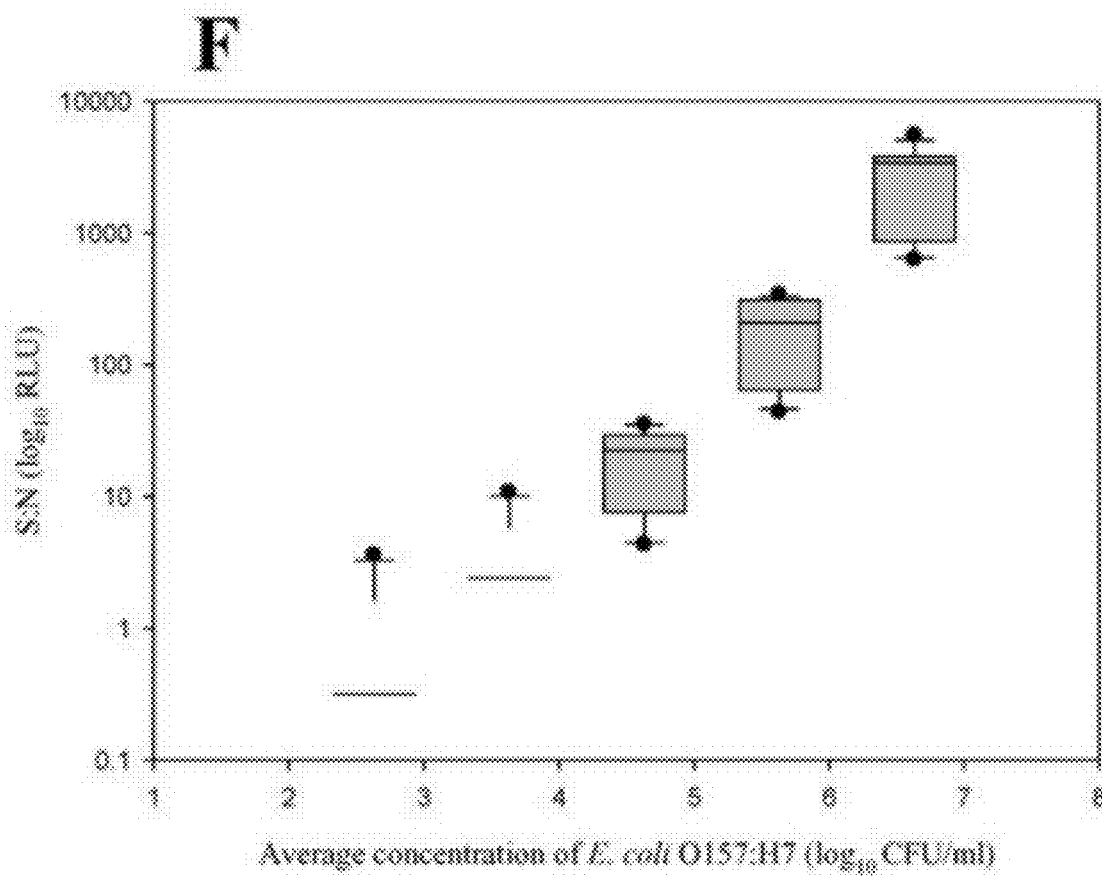 F
10000
1000
100
10
1
0.1
S:N (log10 RLU)
1 2 3 4 5 6 7 8
Average concentration of E. coli O157:H7 (log10 CFU/ml)